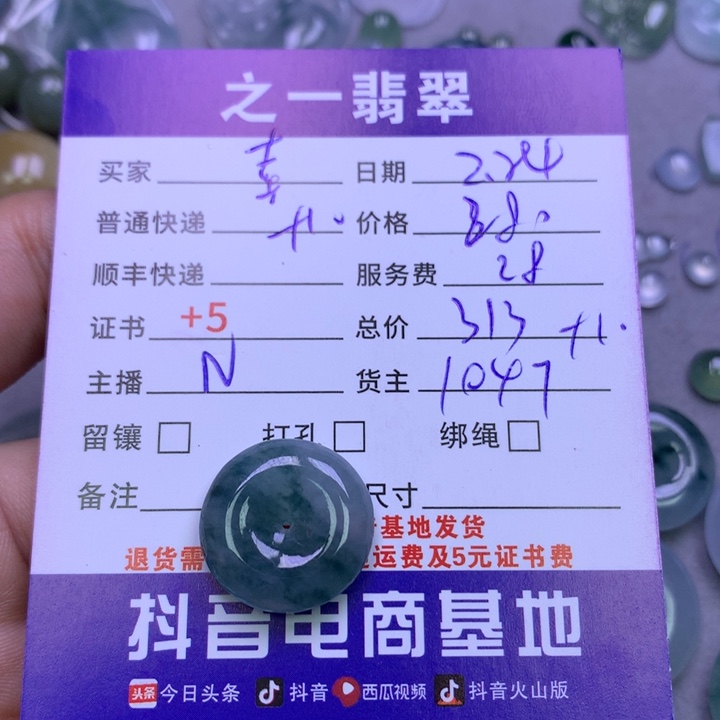 之一翡翠
买家 喜 日期 2.24
普通快递 价格 380
顺丰快递 服务费 28
证书 +5 总价 313
主播 N 货主 1047
留镶 打孔 绑绳
备注 尺寸
基地发货
退货需 运费及5元证书费
抖音电商基地
头条 今日头条 抖音 西瓜视频 抖音火山版